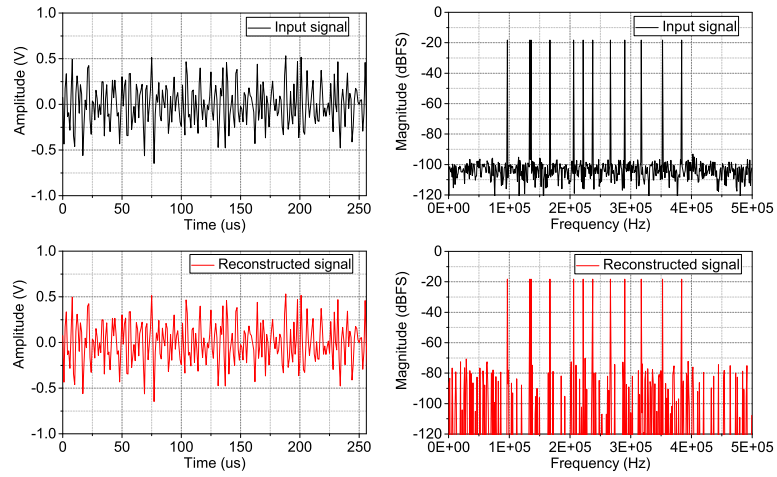 1.0
0.5
0.0
-0.5
-1.0
Amplitude (V)
Input signal
0 50 100 150 200 250
Time (us)
0
-20
-40
-60
-80
-100
-120
Magnitude (dBFS)
Input signal
0E+00 1E+05 2E+05 3E+05 4E+05 5E+05
Frequency (Hz)
1.0
0.5
0.0
-0.5
-1.0
Amplitude (V)
Reconstructed signal
0 50 100 150 200 250
Time (us)
0
-20
-40
-60
-80
-100
-120
Magnitude (dBFS)
Reconstructed signal
0E+00 1E+05 2E+05 3E+05 4E+05 5E+05
Frequency (Hz)